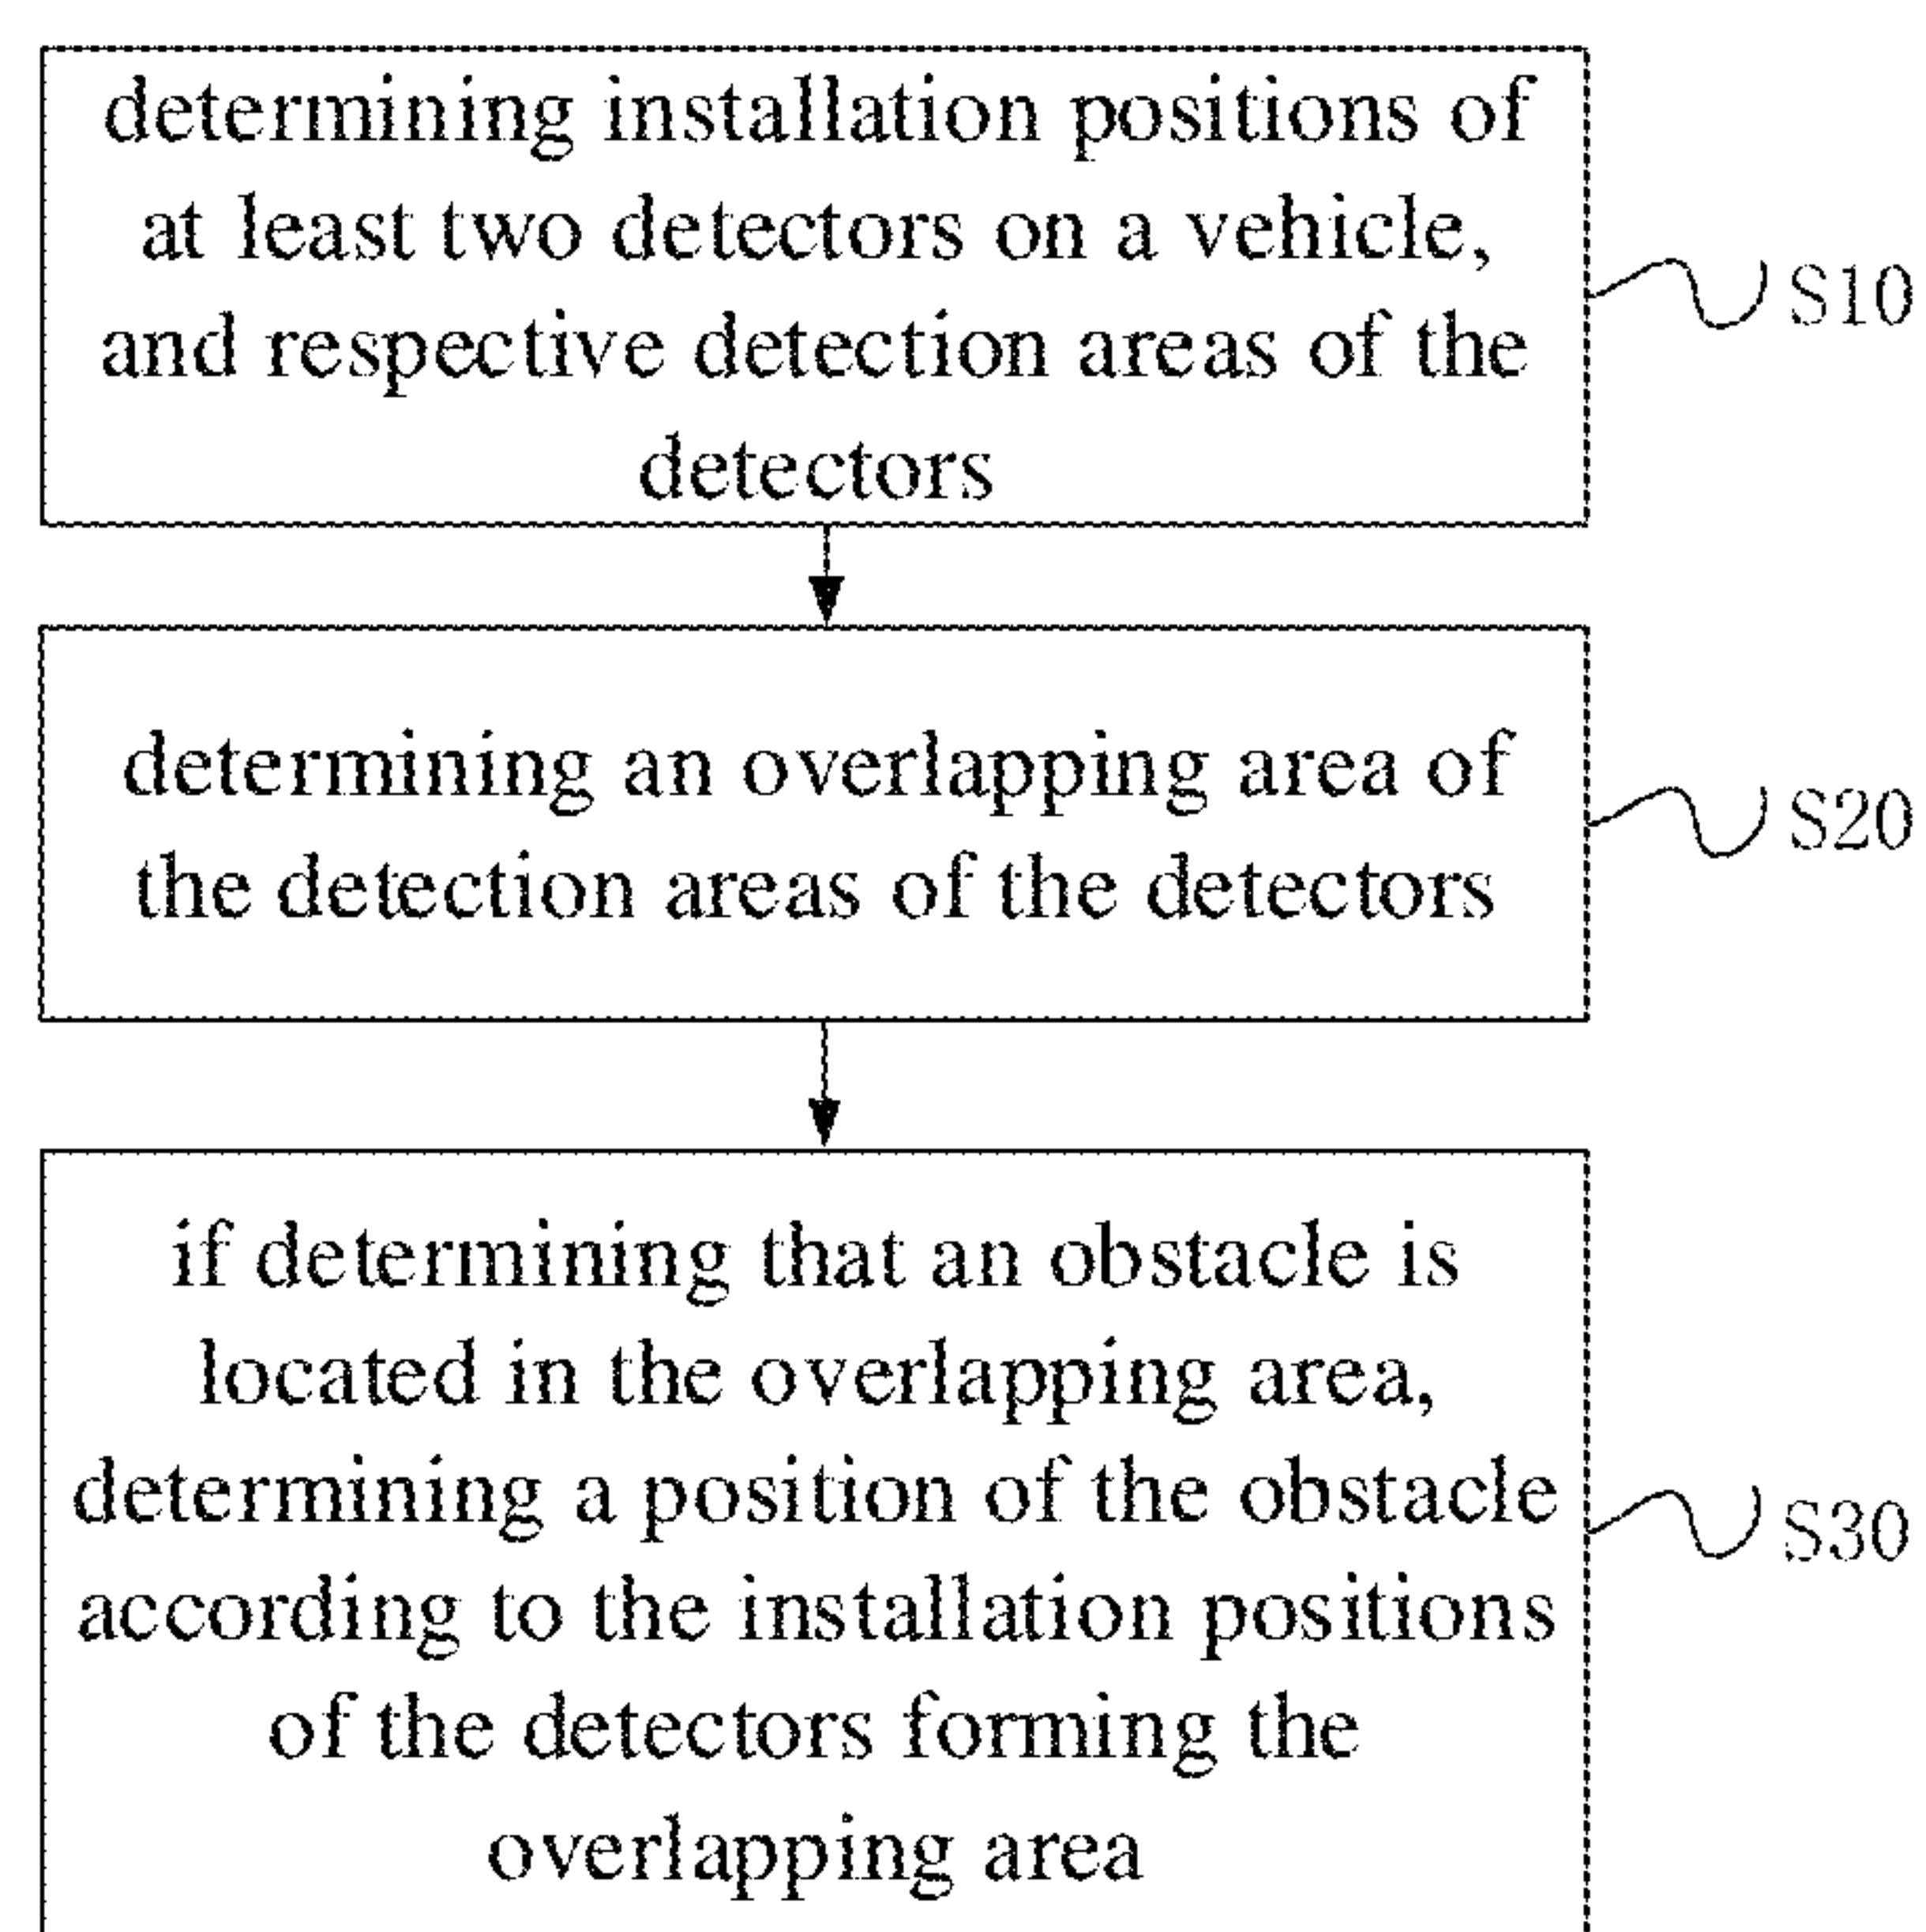 determining installation positions of
at least two detectors on a vehicle,
and respective detection areas of the
detectors
S10
determining an overlapping area of
the detection areas of the detectors
S20
if determining that an obstacle is
located in the overlapping area,
determining a position of the obstacle
according to the installation positions
of the detectors forming the
overlapping area
S30